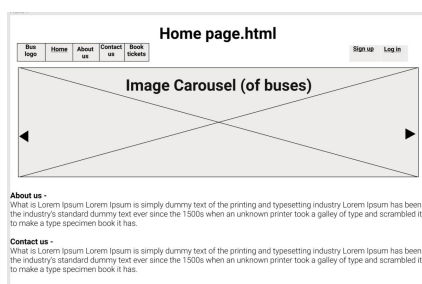 Home page.html
Bus logo
Home
About us
Contact us
Book tickets
Sign up
Log in
Image Carousel (of buses)
About us -
What is Lorem Ipsum Lorem Ipsum is simply dummy text of the printing and typesetting industry Lorem Ipsum has been
the industry's standard dummy text ever since the 1500s when an unknown printer took a galley of type and scrambled it
to make a type specimen book it has.
Contact us -
What is Lorem Ipsum Lorem Ipsum is simply dummy text of the printing and typesetting industry Lorem Ipsum has been
the industry's standard dummy text ever since the 1500s when an unknown printer took a galley of type and scrambled it
to make a type specimen book it has.